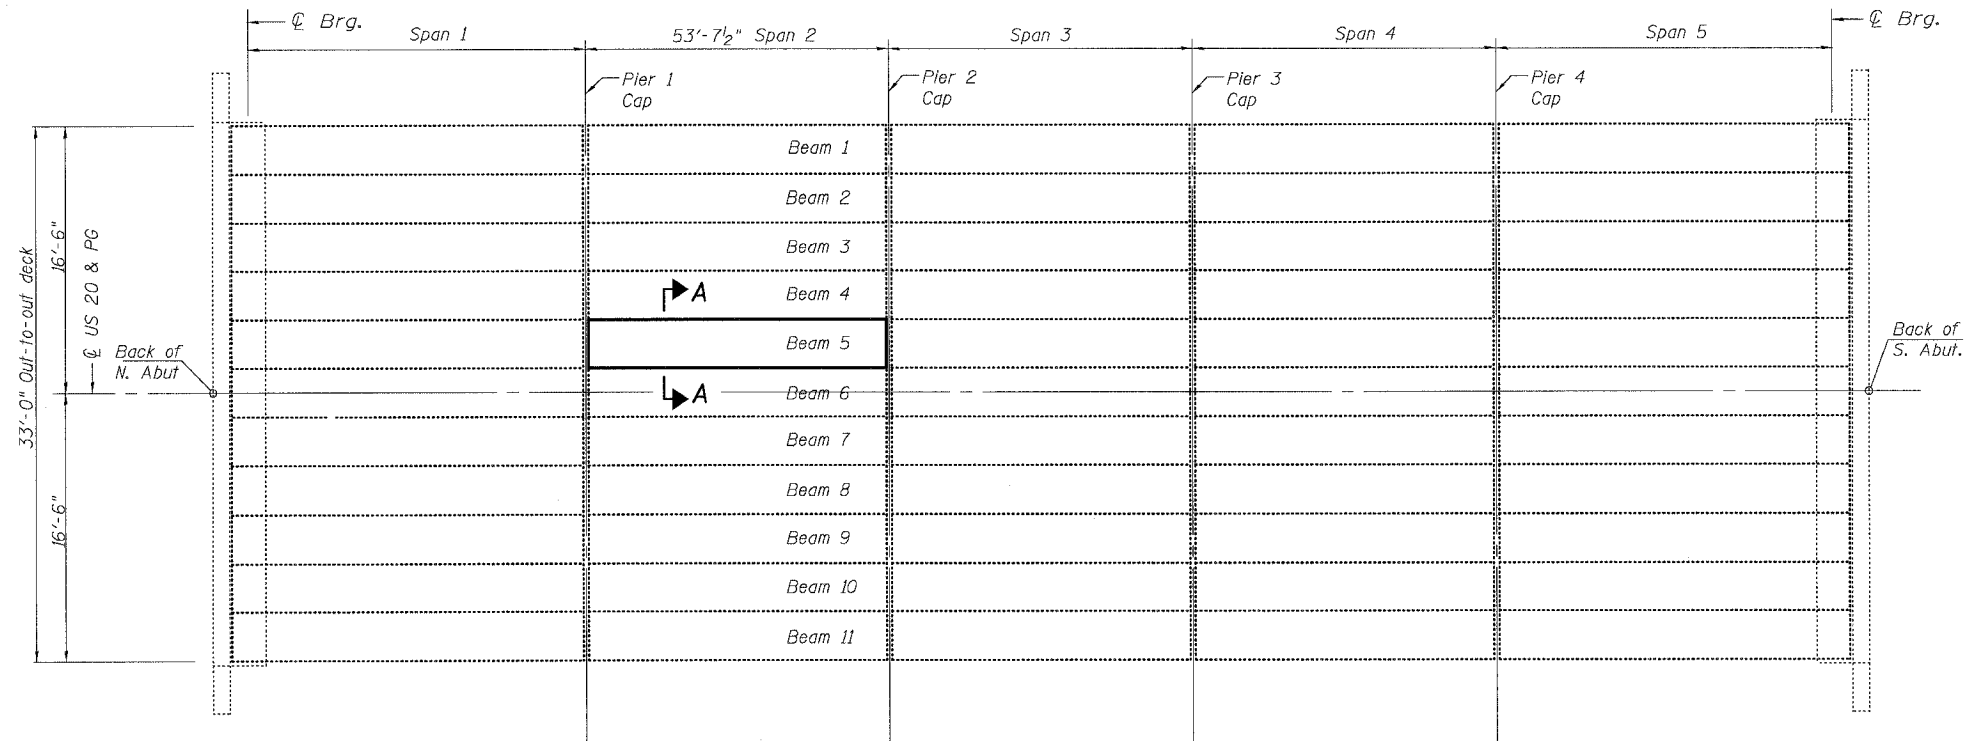 ℄ Brg.
Span 1
53'-7½" Span 2
Span 3
Span 4
Span 5
℄ Brg.
Pier 1
Cap
Pier 2
Cap
Pier 3
Cap
Pier 4
Cap
33'-0" Out-to-out deck
16'-6"
16'-6"
℄ US 20 & PG
Back of
N. Abut
Beam 1
Beam 2
Beam 3
Beam 4
Beam 5
Beam 6
Beam 7
Beam 8
Beam 9
Beam 10
Beam 11
A
A
Back of
S. Abut.